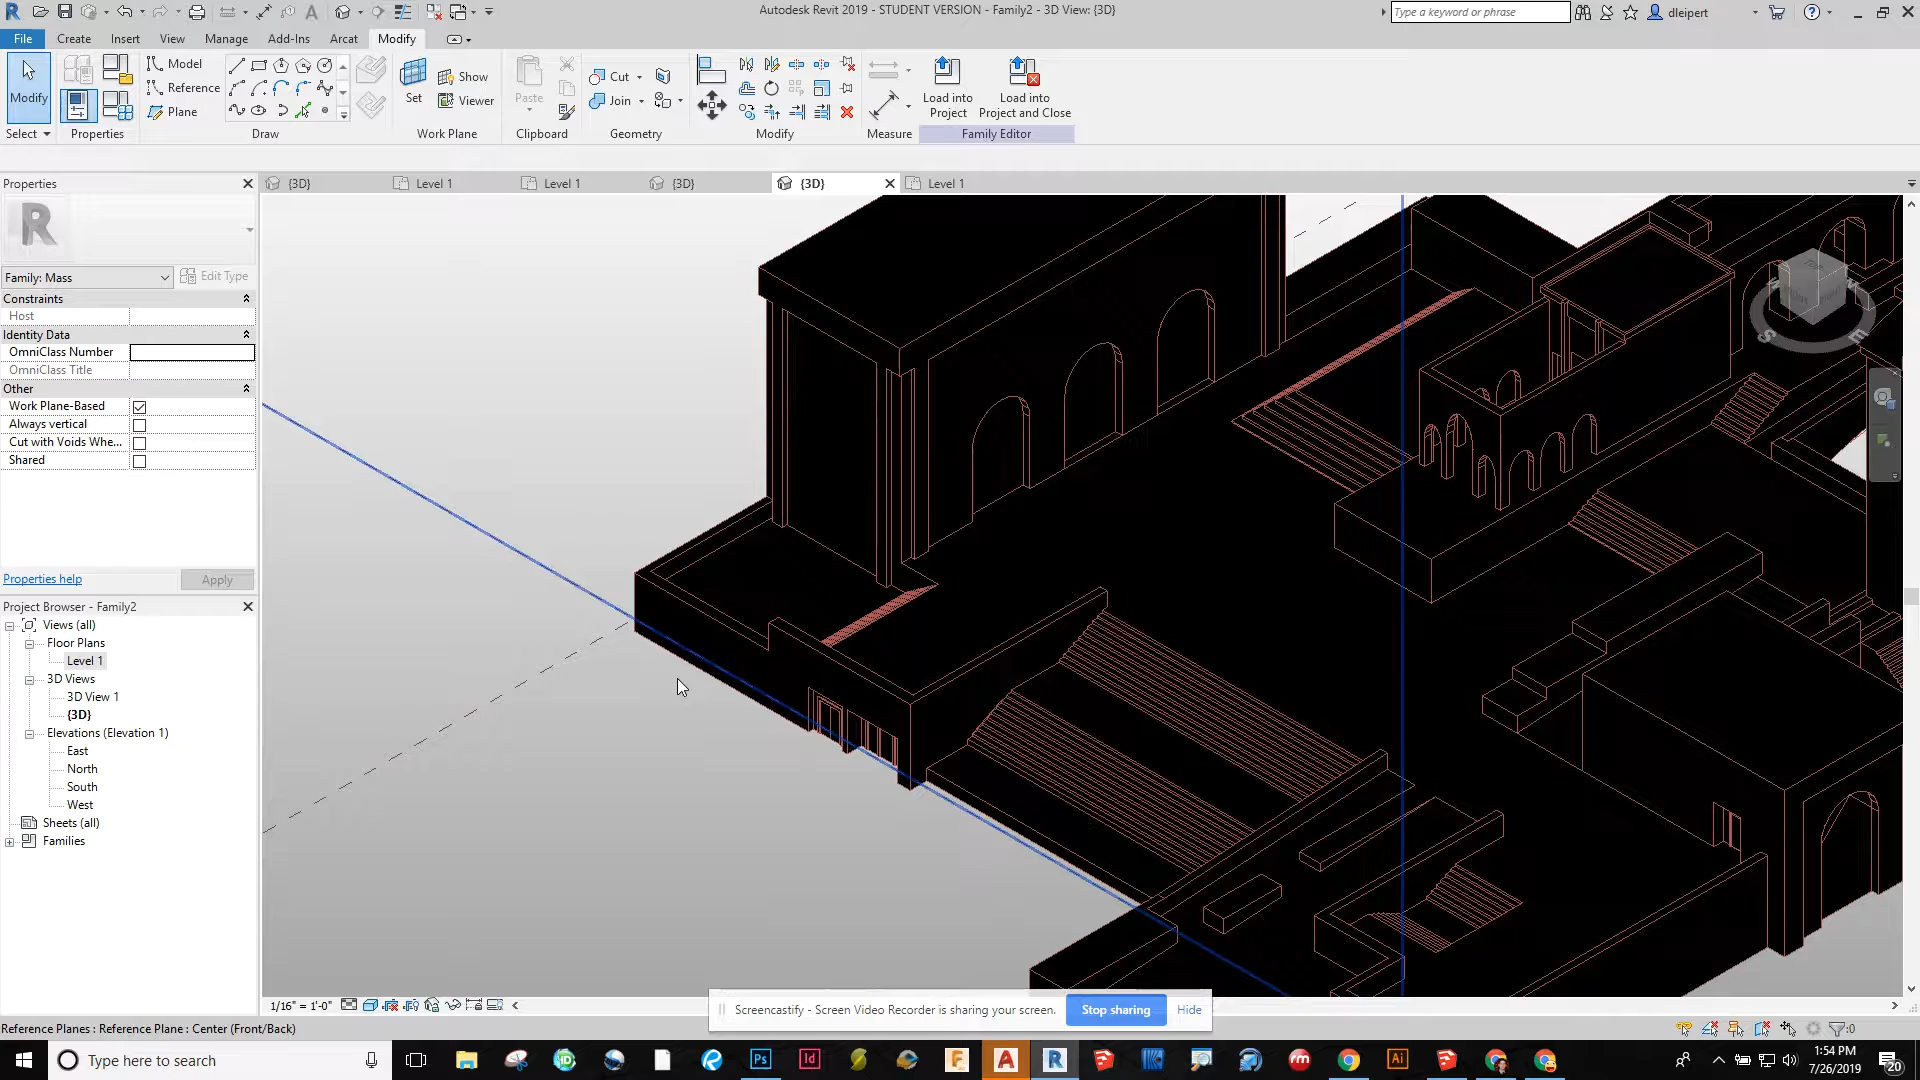 Autodesk Revit 2019 - STUDENT VERSION - Family2 - 3D View: {3D}
Type a keyword or phrase
dleipert
File Create Insert View Manage Add-Ins Arcat Modify
Modify
Model
Reference
Plane
Set
Show
Viewer
Paste
Cut
Join
Load into Project
Load into Project and Close
Select
Properties
Draw
Work Plane
Clipboard
Geometry
Modify
Measure
Family Editor
Properties
{3D}
Level 1
Level 1
{3D}
{3D}
Level 1
R
Family: Mass
Edit Type
Constraints
Host
Identity Data
OmniClass Number
OmniClass Title
Other
Work Plane-Based
Always vertical
Cut with Voids Whe...
Shared
Properties help
Apply
Project Browser - Family2
Views (all)
Floor Plans
Level 1
3D Views
3D View 1
{3D}
Elevations (Elevation 1)
East
North
South
West
Sheets (all)
Families
TOP
S
E
1/16" = 1'-0"
Screencastify - Screen Video Recorder is sharing your screen.
Stop sharing
Hide
Reference Planes : Reference Plane : Center (Front/Back)
:0
Type here to search
1:54 PM
7/26/2019
20